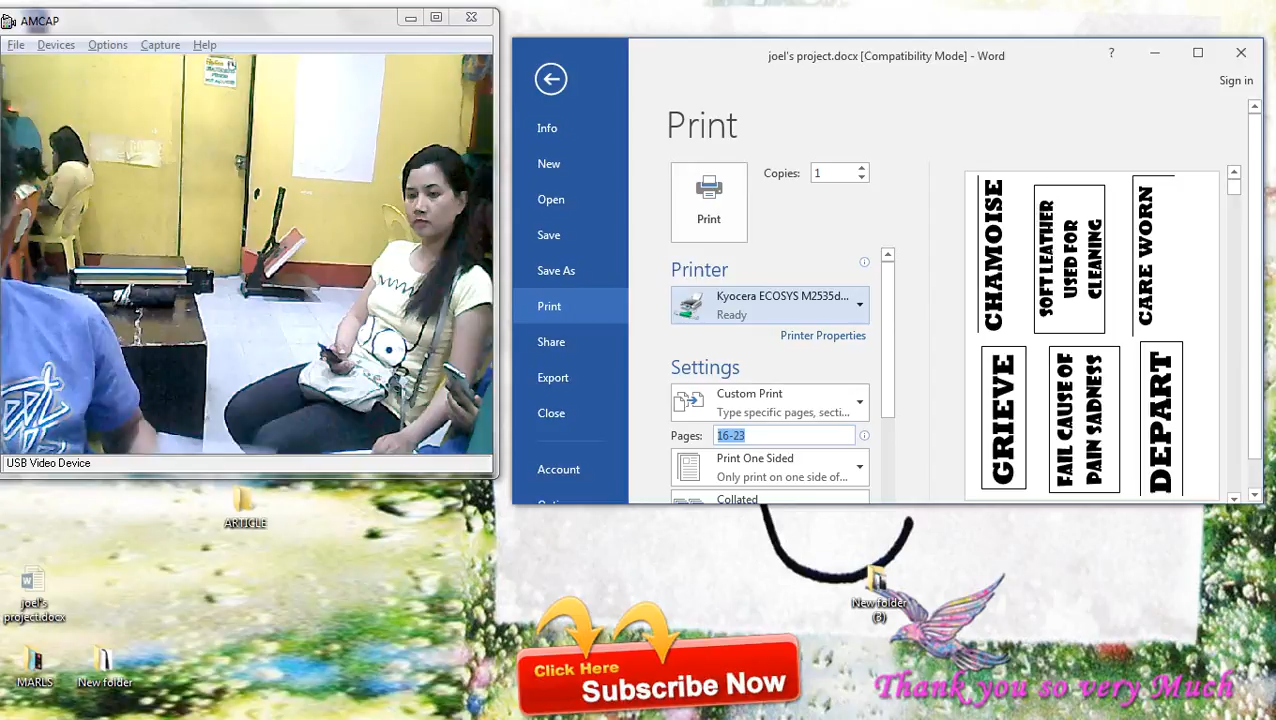 AMCAP
File Devices Options Capture Help
USB Video Device
joel's project.docx [Compatibility Mode] - Word
?
Sign in
Info
New
Open
Save
Save As
Print
Share
Export
Close
Account
Print
Print
Copies: 1
Printer
Kyocera ECOSYS M2535d...
Ready
Printer Properties
Settings
Custom Print
Type specific pages, secti...
Pages: 16-23
Print One Sided
Only print on one side of...
Collated
CHAMOISE
SOFT LEATHER
USED FOR
CLEANING
CARE WORN
GRIEVE
FAIL CAUSE OF
PAIN SADNESS
DEPART
ARTICLE
joel's
project.docx
MARLS
New folder
New folder
(3)
Click Here
Subscribe Now
Thank you so very Much